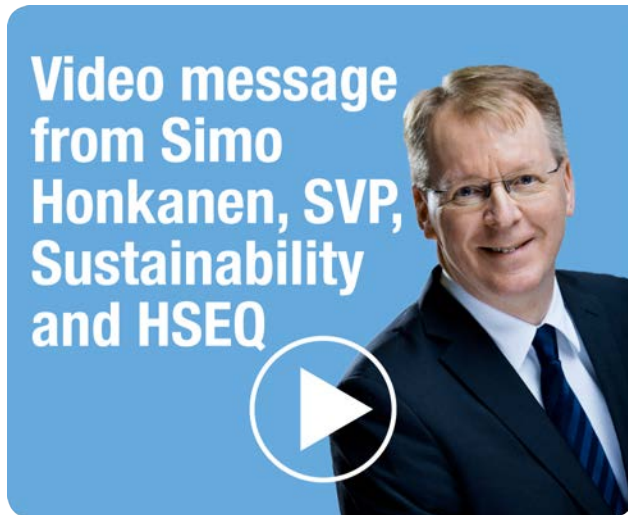 Video message
from Simo
Honkanen, SVP,
Sustainability
and HSEQ